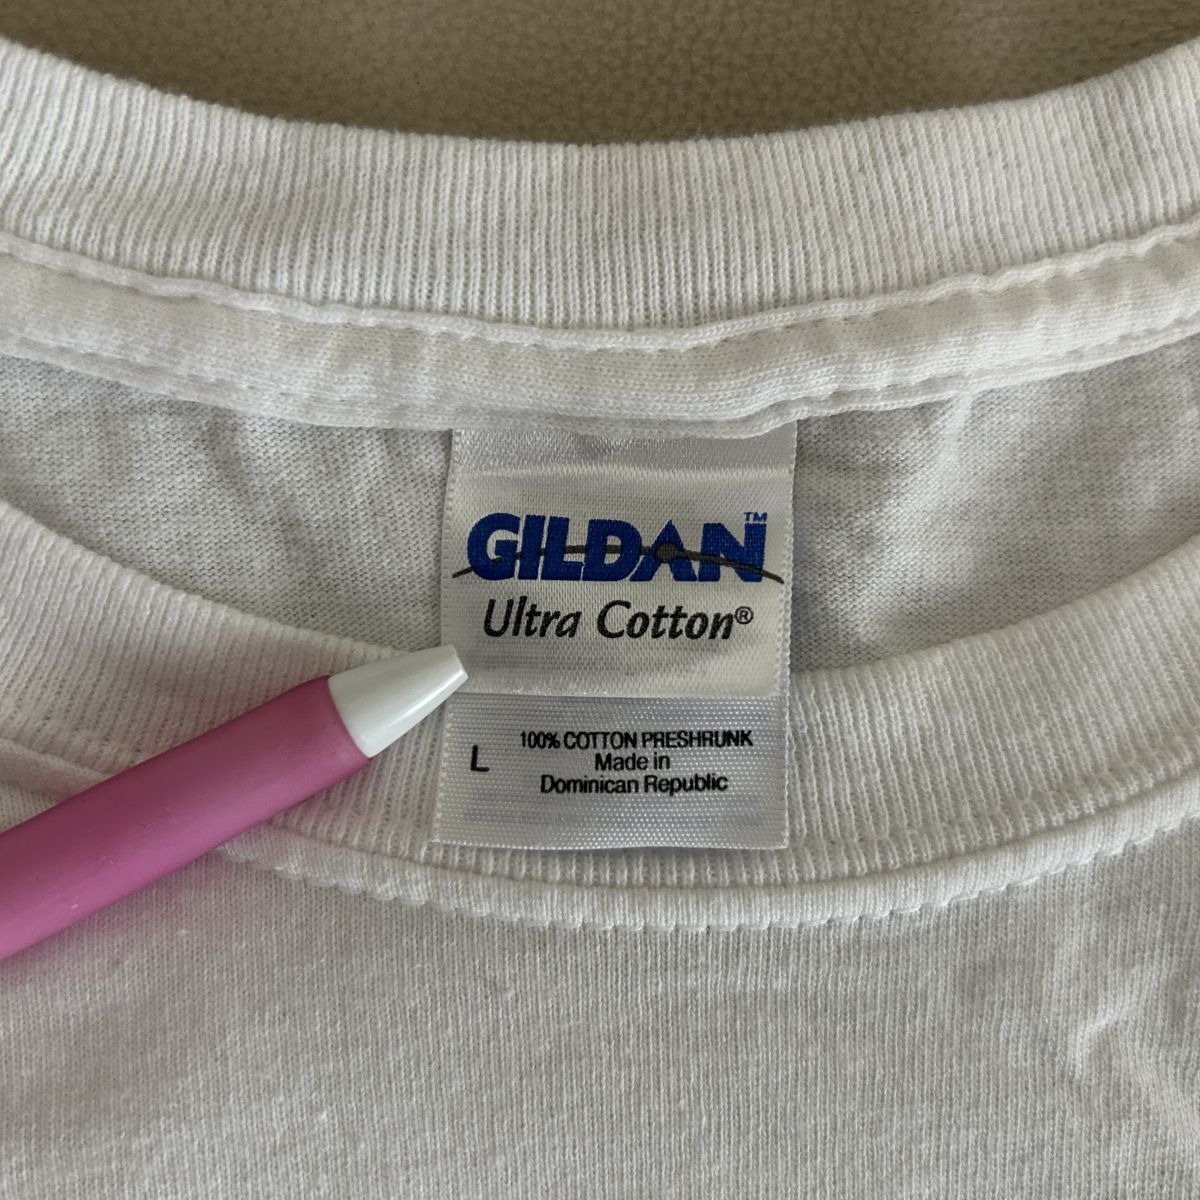 GILDAN™
Ultra Cotton®
L
100% COTTON PRESHRUNK
Made in
Dominican Republic